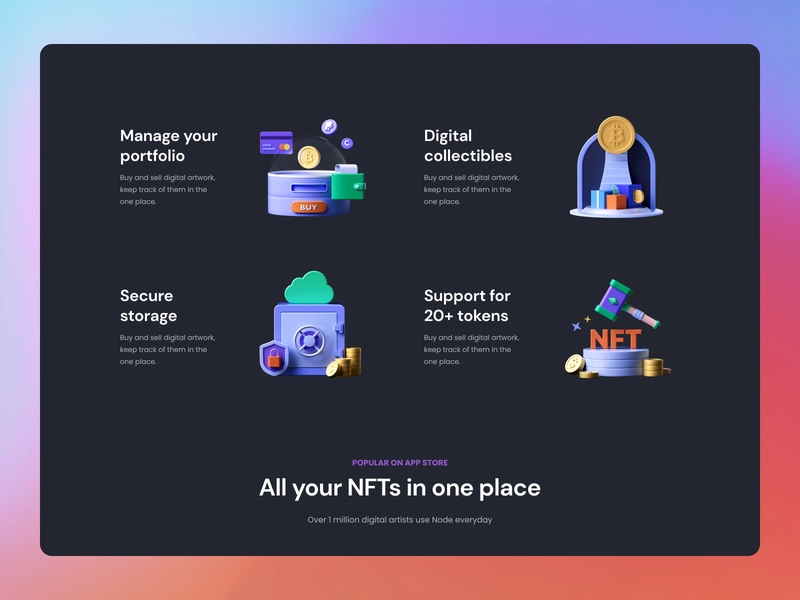 Manage your
portfolio
Buy and sell digital artwork,
keep track of them in the
one place.
BUY
Digital
collectibles
Buy and sell digital artwork,
keep track of them in the
one place.
Secure
storage
Buy and sell digital artwork,
keep track of them in the
one place.
Support for
20+ tokens
Buy and sell digital artwork,
keep track of them in the
one place.
NFT
POPULAR ON APP STORE
All your NFTs in one place
Over 1 million digital artists use Node everyday